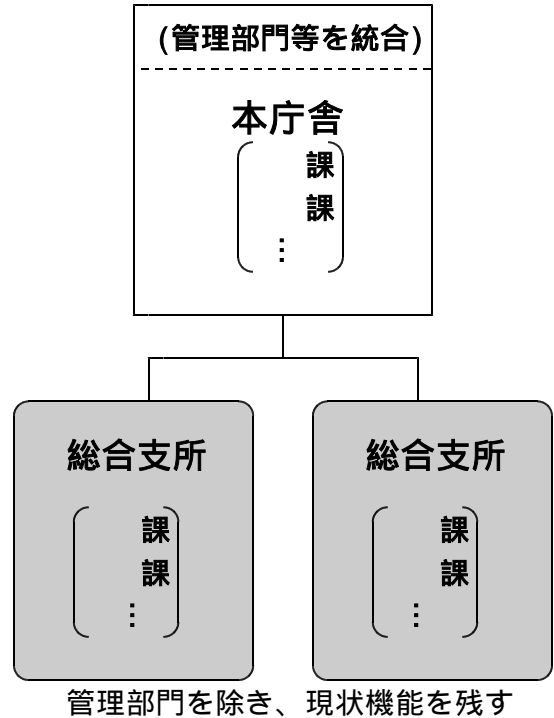 (管理部門等を統合)
本庁舎
課
課
⋮
総合支所
課
課
⋮
総合支所
課
課
⋮
管理部門を除き、現状機能を残す